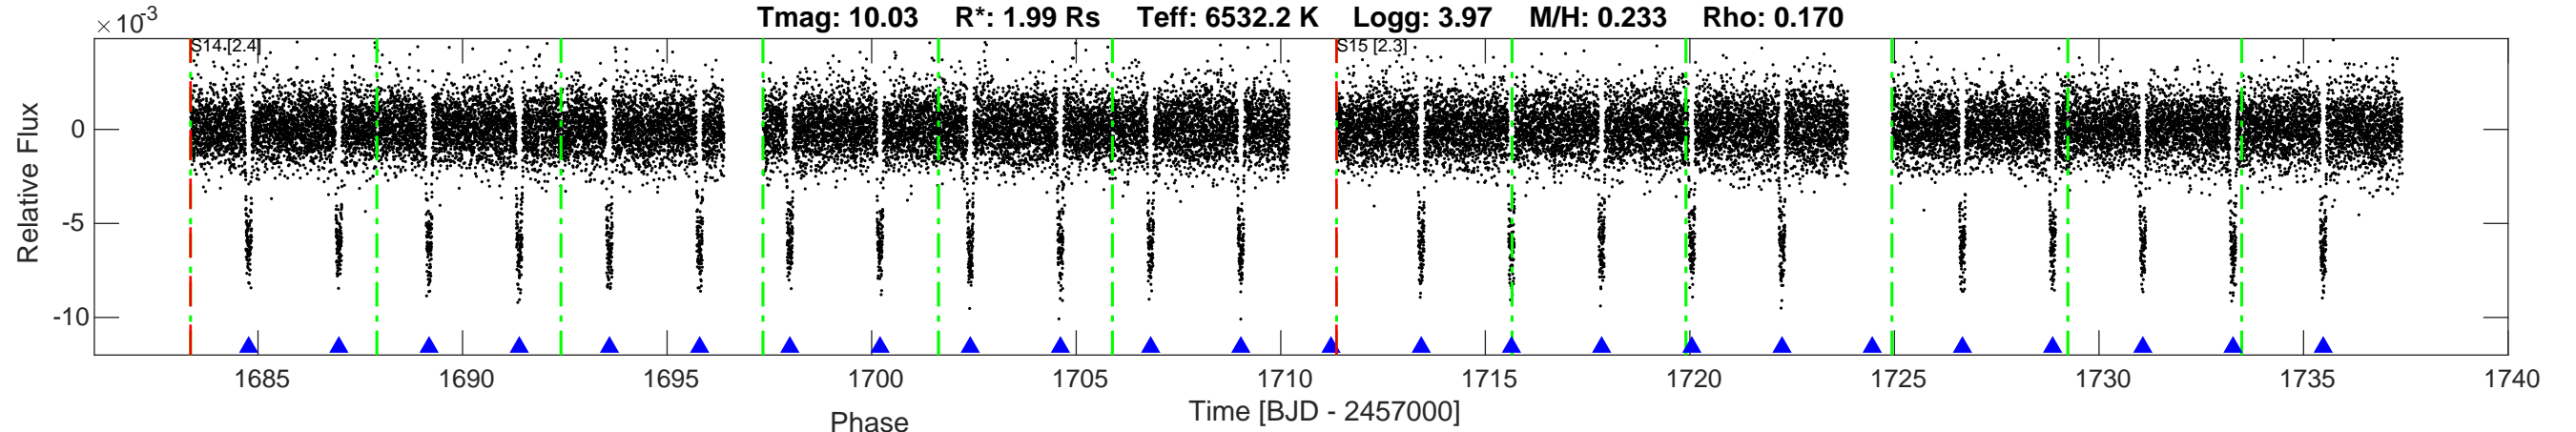 Tmag: 10.03 R*: 1.99 Rs Teff: 6532.2 K Logg: 3.97 M/H: 0.233 Rho: 0.170
×10-3
S14 [2.4] S15 [2.3]
0
-5
-10
Relative Flux
1685 1690 1695 1700 1705 1710 1715 1720 1725 1730 1735 1740
Time [BJD - 2457000]
Phase